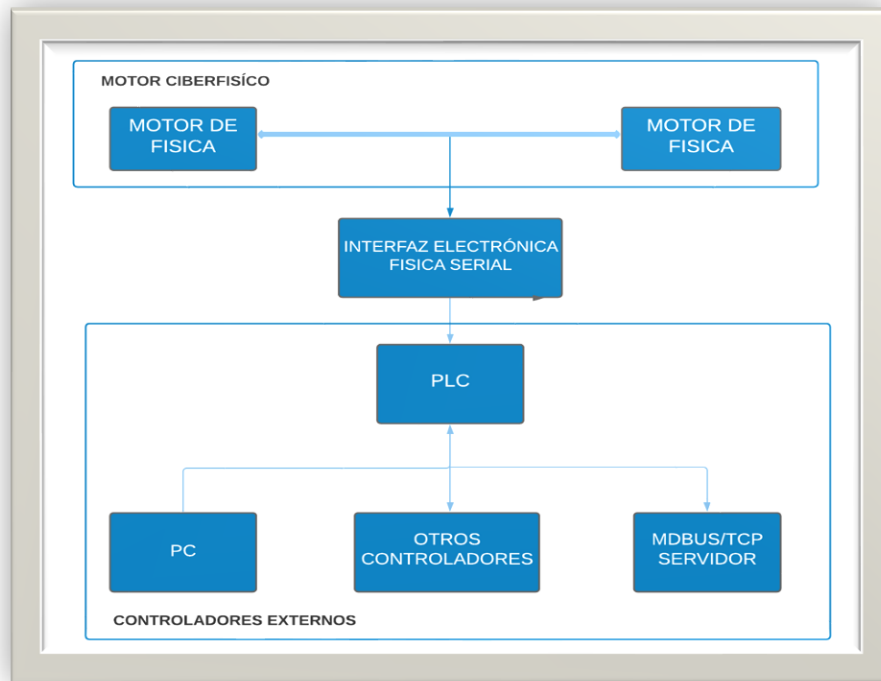 MOTOR CIBERFISÍCO
MOTOR DE
FISICA
MOTOR DE
FISICA
INTERFAZ ELECTRÓNICA
FISICA SERIAL
PLC
PC
OTROS
CONTROLADORES
MDBUS/TCP
SERVIDOR
CONTROLADORES EXTERNOS